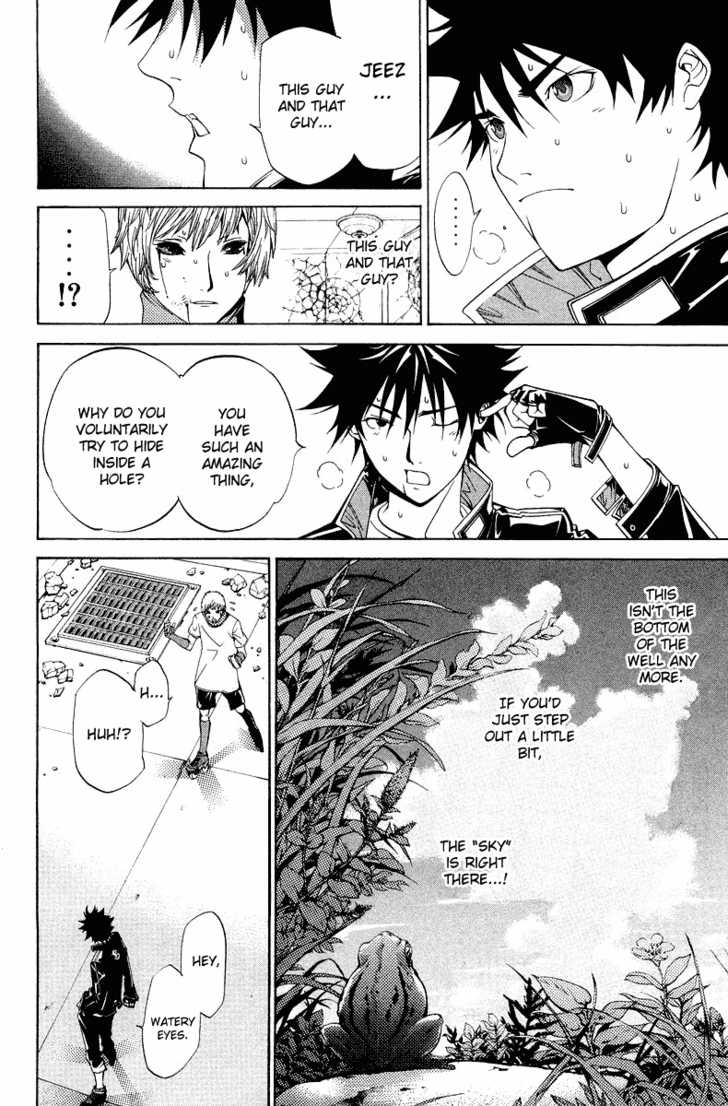 . . . .
JEEZ
...
THIS GUY
AND THAT
GUY...
THIS GUY
AND THAT
GUY?
. . . .
!?
YOU
HAVE
SUCH AN
AMAZING
THING,
WHY DO YOU
VOLUNTARILY
TRY TO HIDE
INSIDE A
HOLE?
THIS
ISN'T THE
BOTTOM
OF THE
WELL ANY
MORE.
IF YOU'D
JUST STEP
OUT A LITTLE
BIT,
THE "SKY"
IS RIGHT
THERE...!
H...
HUH!?
HEY,
WATERY
EYES.